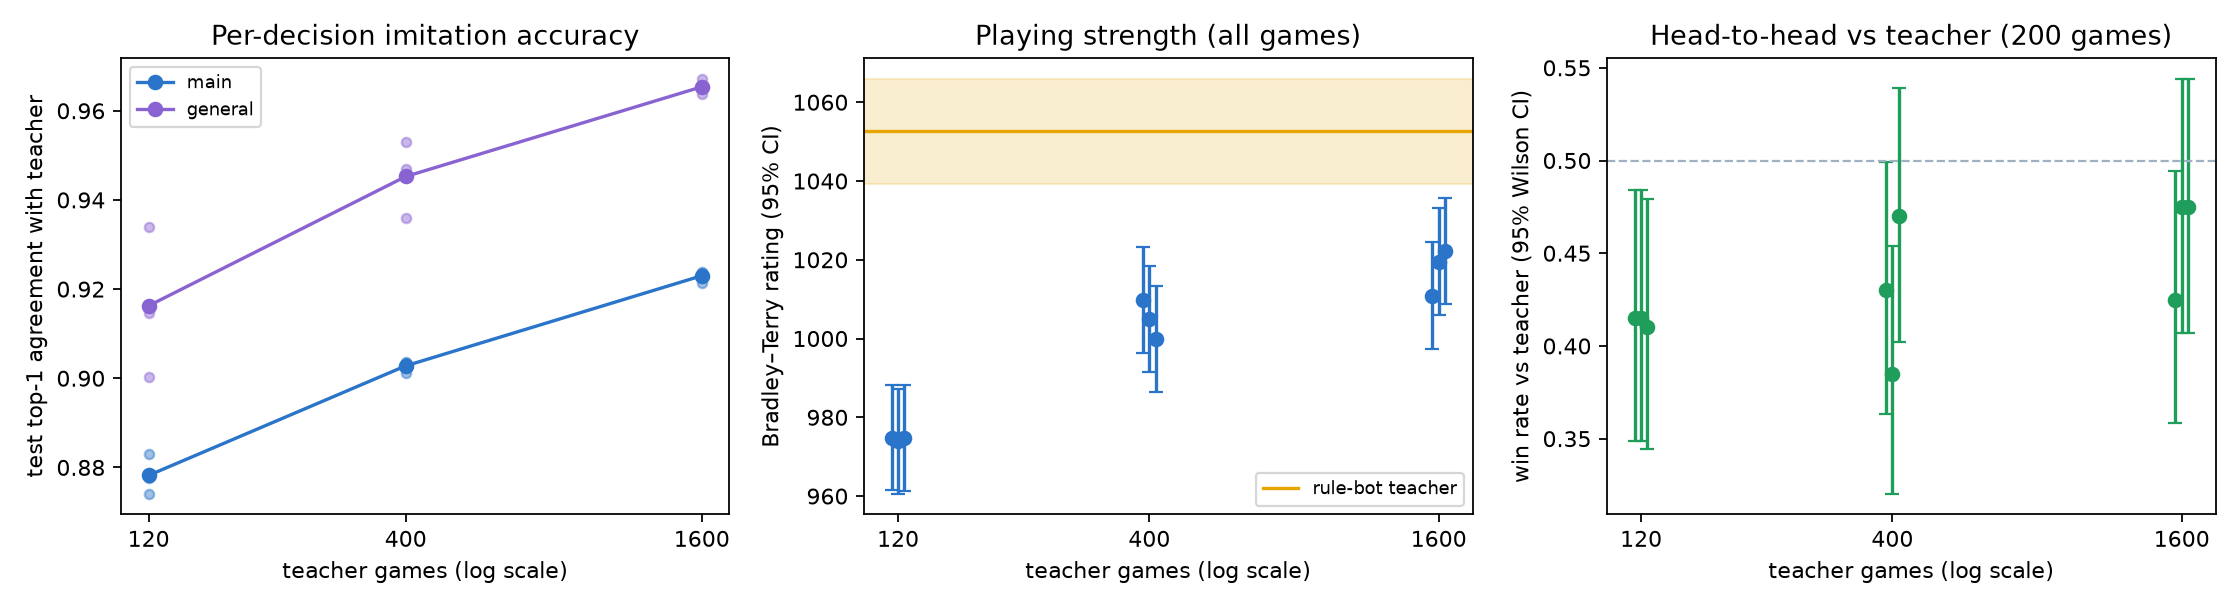 Per-decision imitation accuracy
test top-1 agreement with teacher
0.96
0.94
0.92
0.90
0.88
main
general
120
400
1600
teacher games (log scale)
Playing strength (all games)
Bradley–Terry rating (95% CI)
1060
1040
1020
1000
980
960
rule-bot teacher
120
400
1600
teacher games (log scale)
Head-to-head vs teacher (200 games)
win rate vs teacher (95% Wilson CI)
0.55
0.50
0.45
0.40
0.35
120
400
1600
teacher games (log scale)